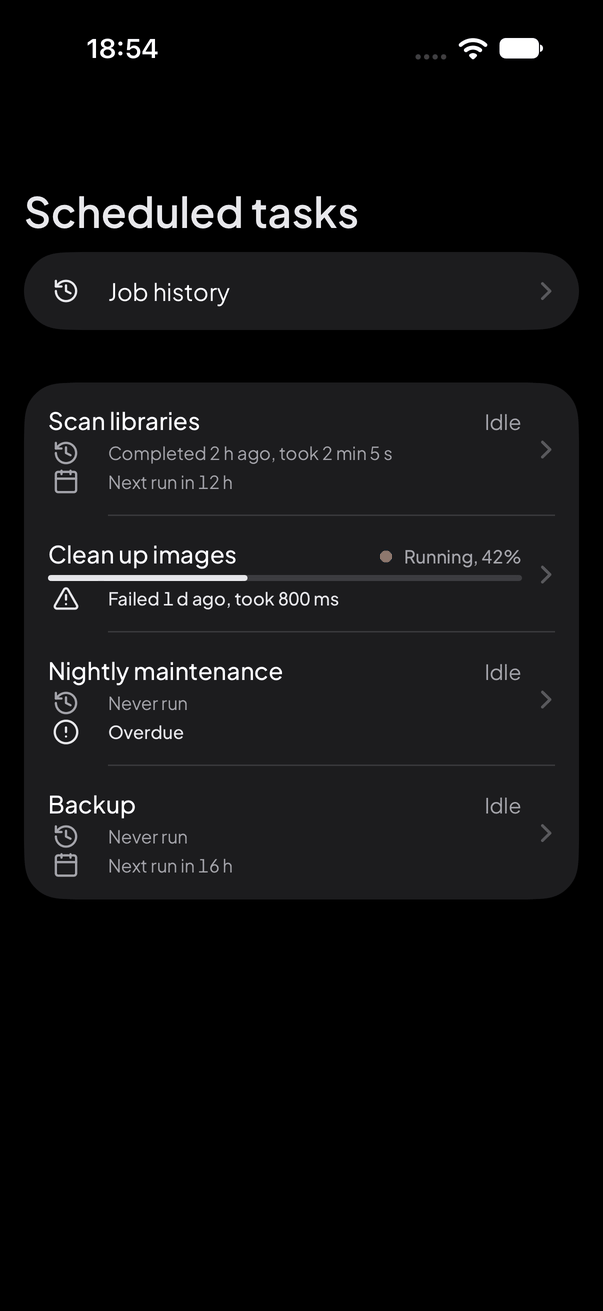 18:54
Scheduled tasks
Job history
Scan libraries Idle
Completed 2 h ago, took 2 min 5 s
Next run in 12 h
Clean up images Running, 42%
Failed 1 d ago, took 800 ms
Nightly maintenance Idle
Never run
Overdue
Backup Idle
Never run
Next run in 16 h